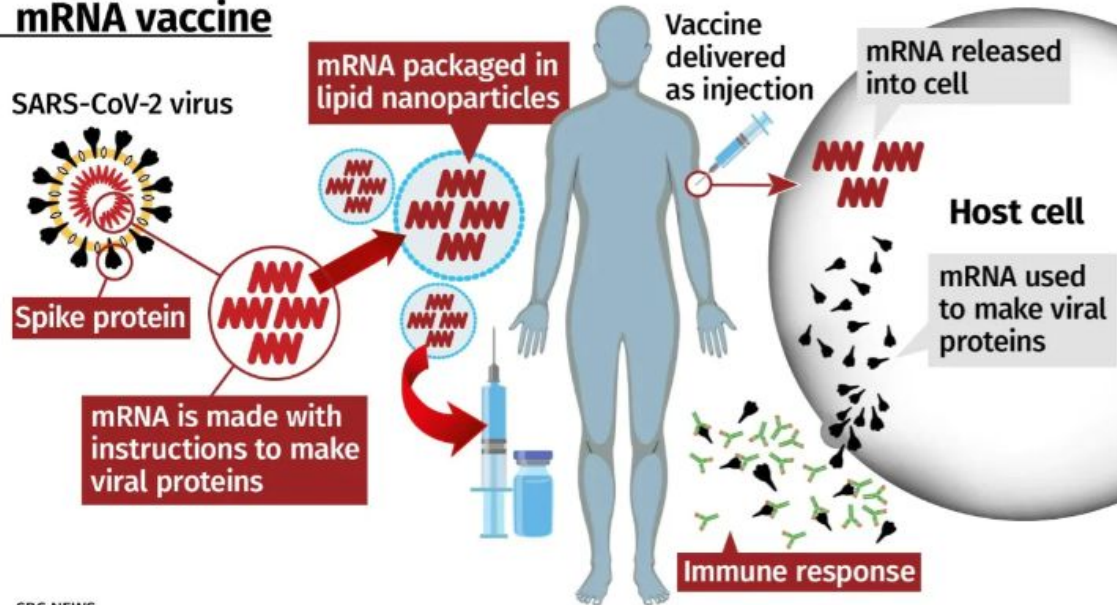 mRNA vaccine
SARS-CoV-2 virus
Spike protein
mRNA is made with
instructions to make
viral proteins
mRNA packaged in
lipid nanoparticles
Vaccine
delivered
as injection
mRNA released
into cell
Host cell
mRNA used
to make viral
proteins
Immune response